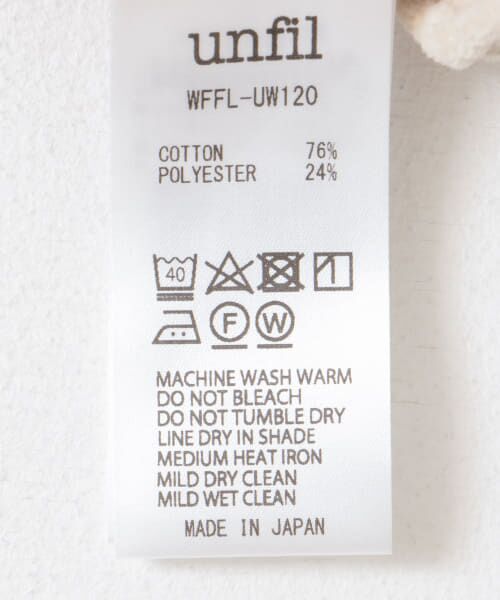 unfil
WFFL-UW120
COTTON 76%
POLYESTER 24%
40
F W
MACHINE WASH WARM
DO NOT BLEACH
DO NOT TUMBLE DRY
LINE DRY IN SHADE
MEDIUM HEAT IRON
MILD DRY CLEAN
MILD WET CLEAN
MADE IN JAPAN